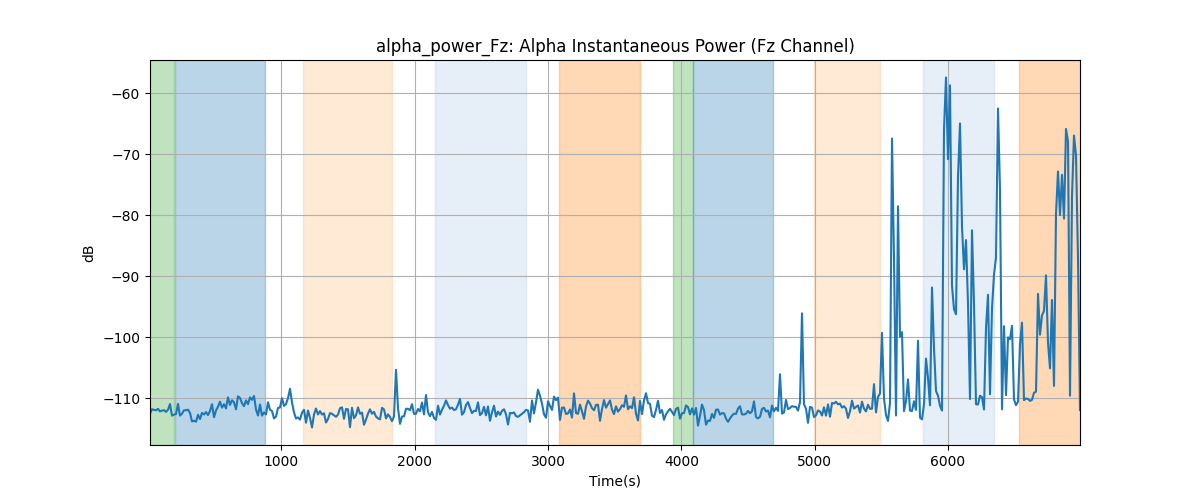 alpha_power_Fz: Alpha Instantaneous Power (Fz Channel)
−60
−70
−80
−90
−100
−110
dB
1000 2000 3000 4000 5000 6000
Time(s)